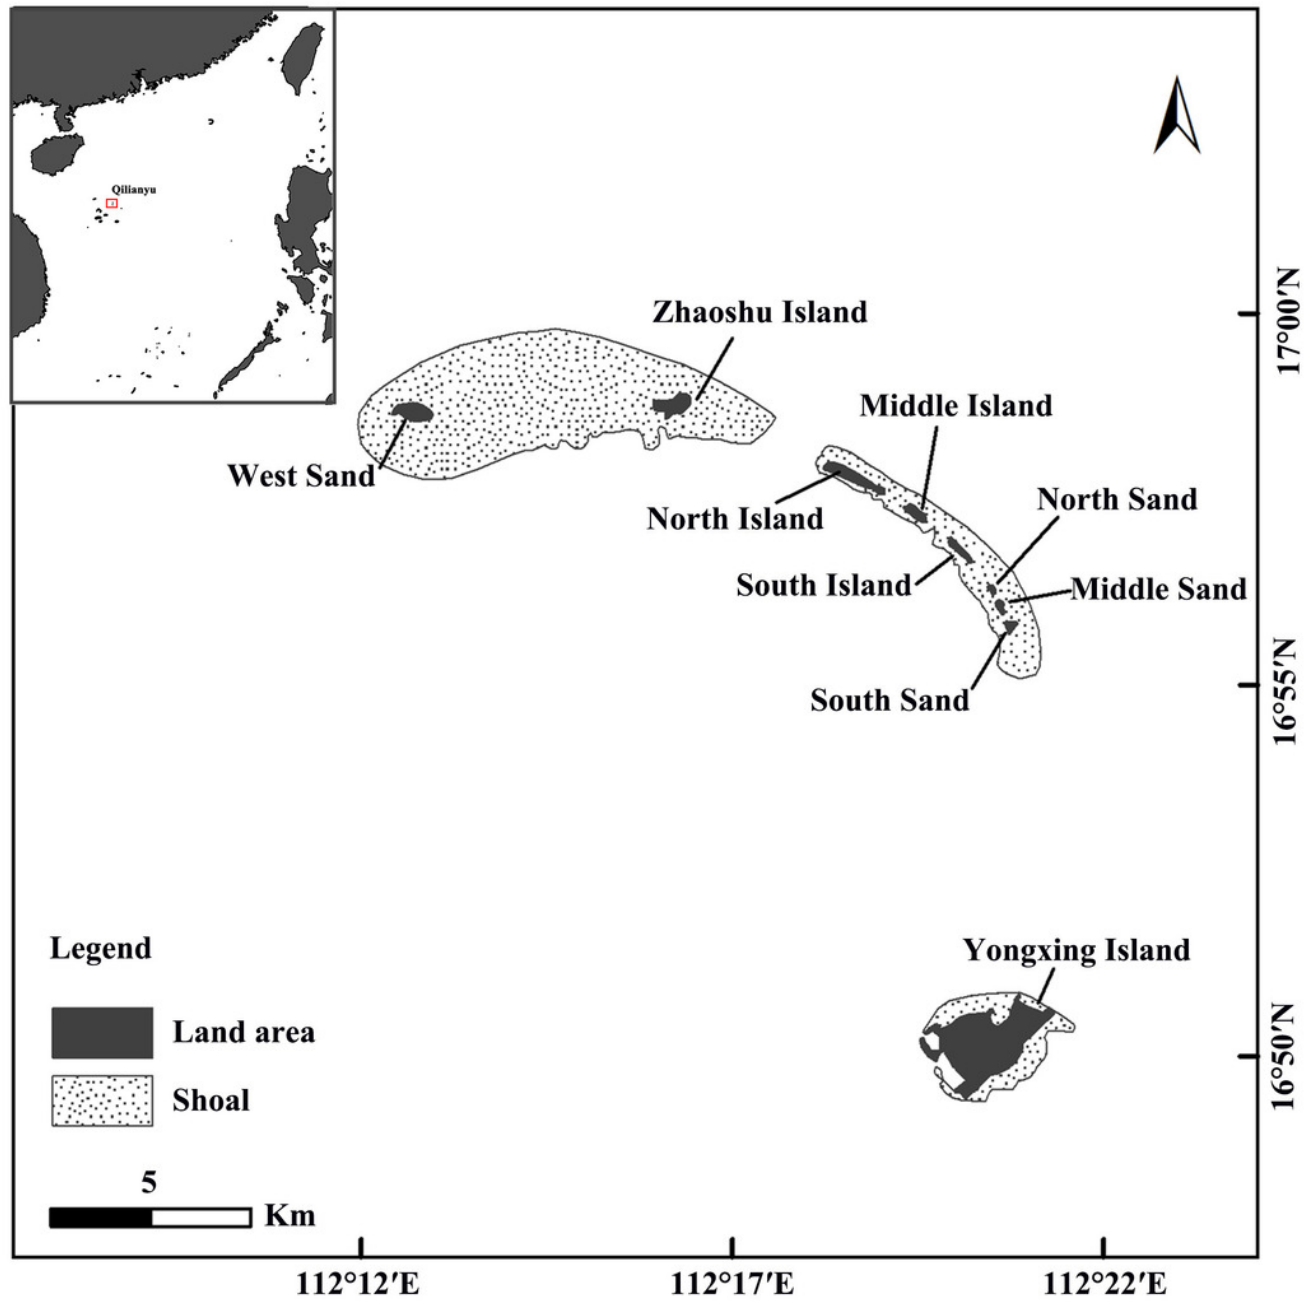 Qilianyu
Zhaoshu Island
17°00′N
Middle Island
West Sand
North Sand
North Island
South Island
Middle Sand
16°55′N
South Sand
Legend
Yongxing Island
Land area
16°50′N
Shoal
5
Km
112°12′E
112°17′E
112°22′E